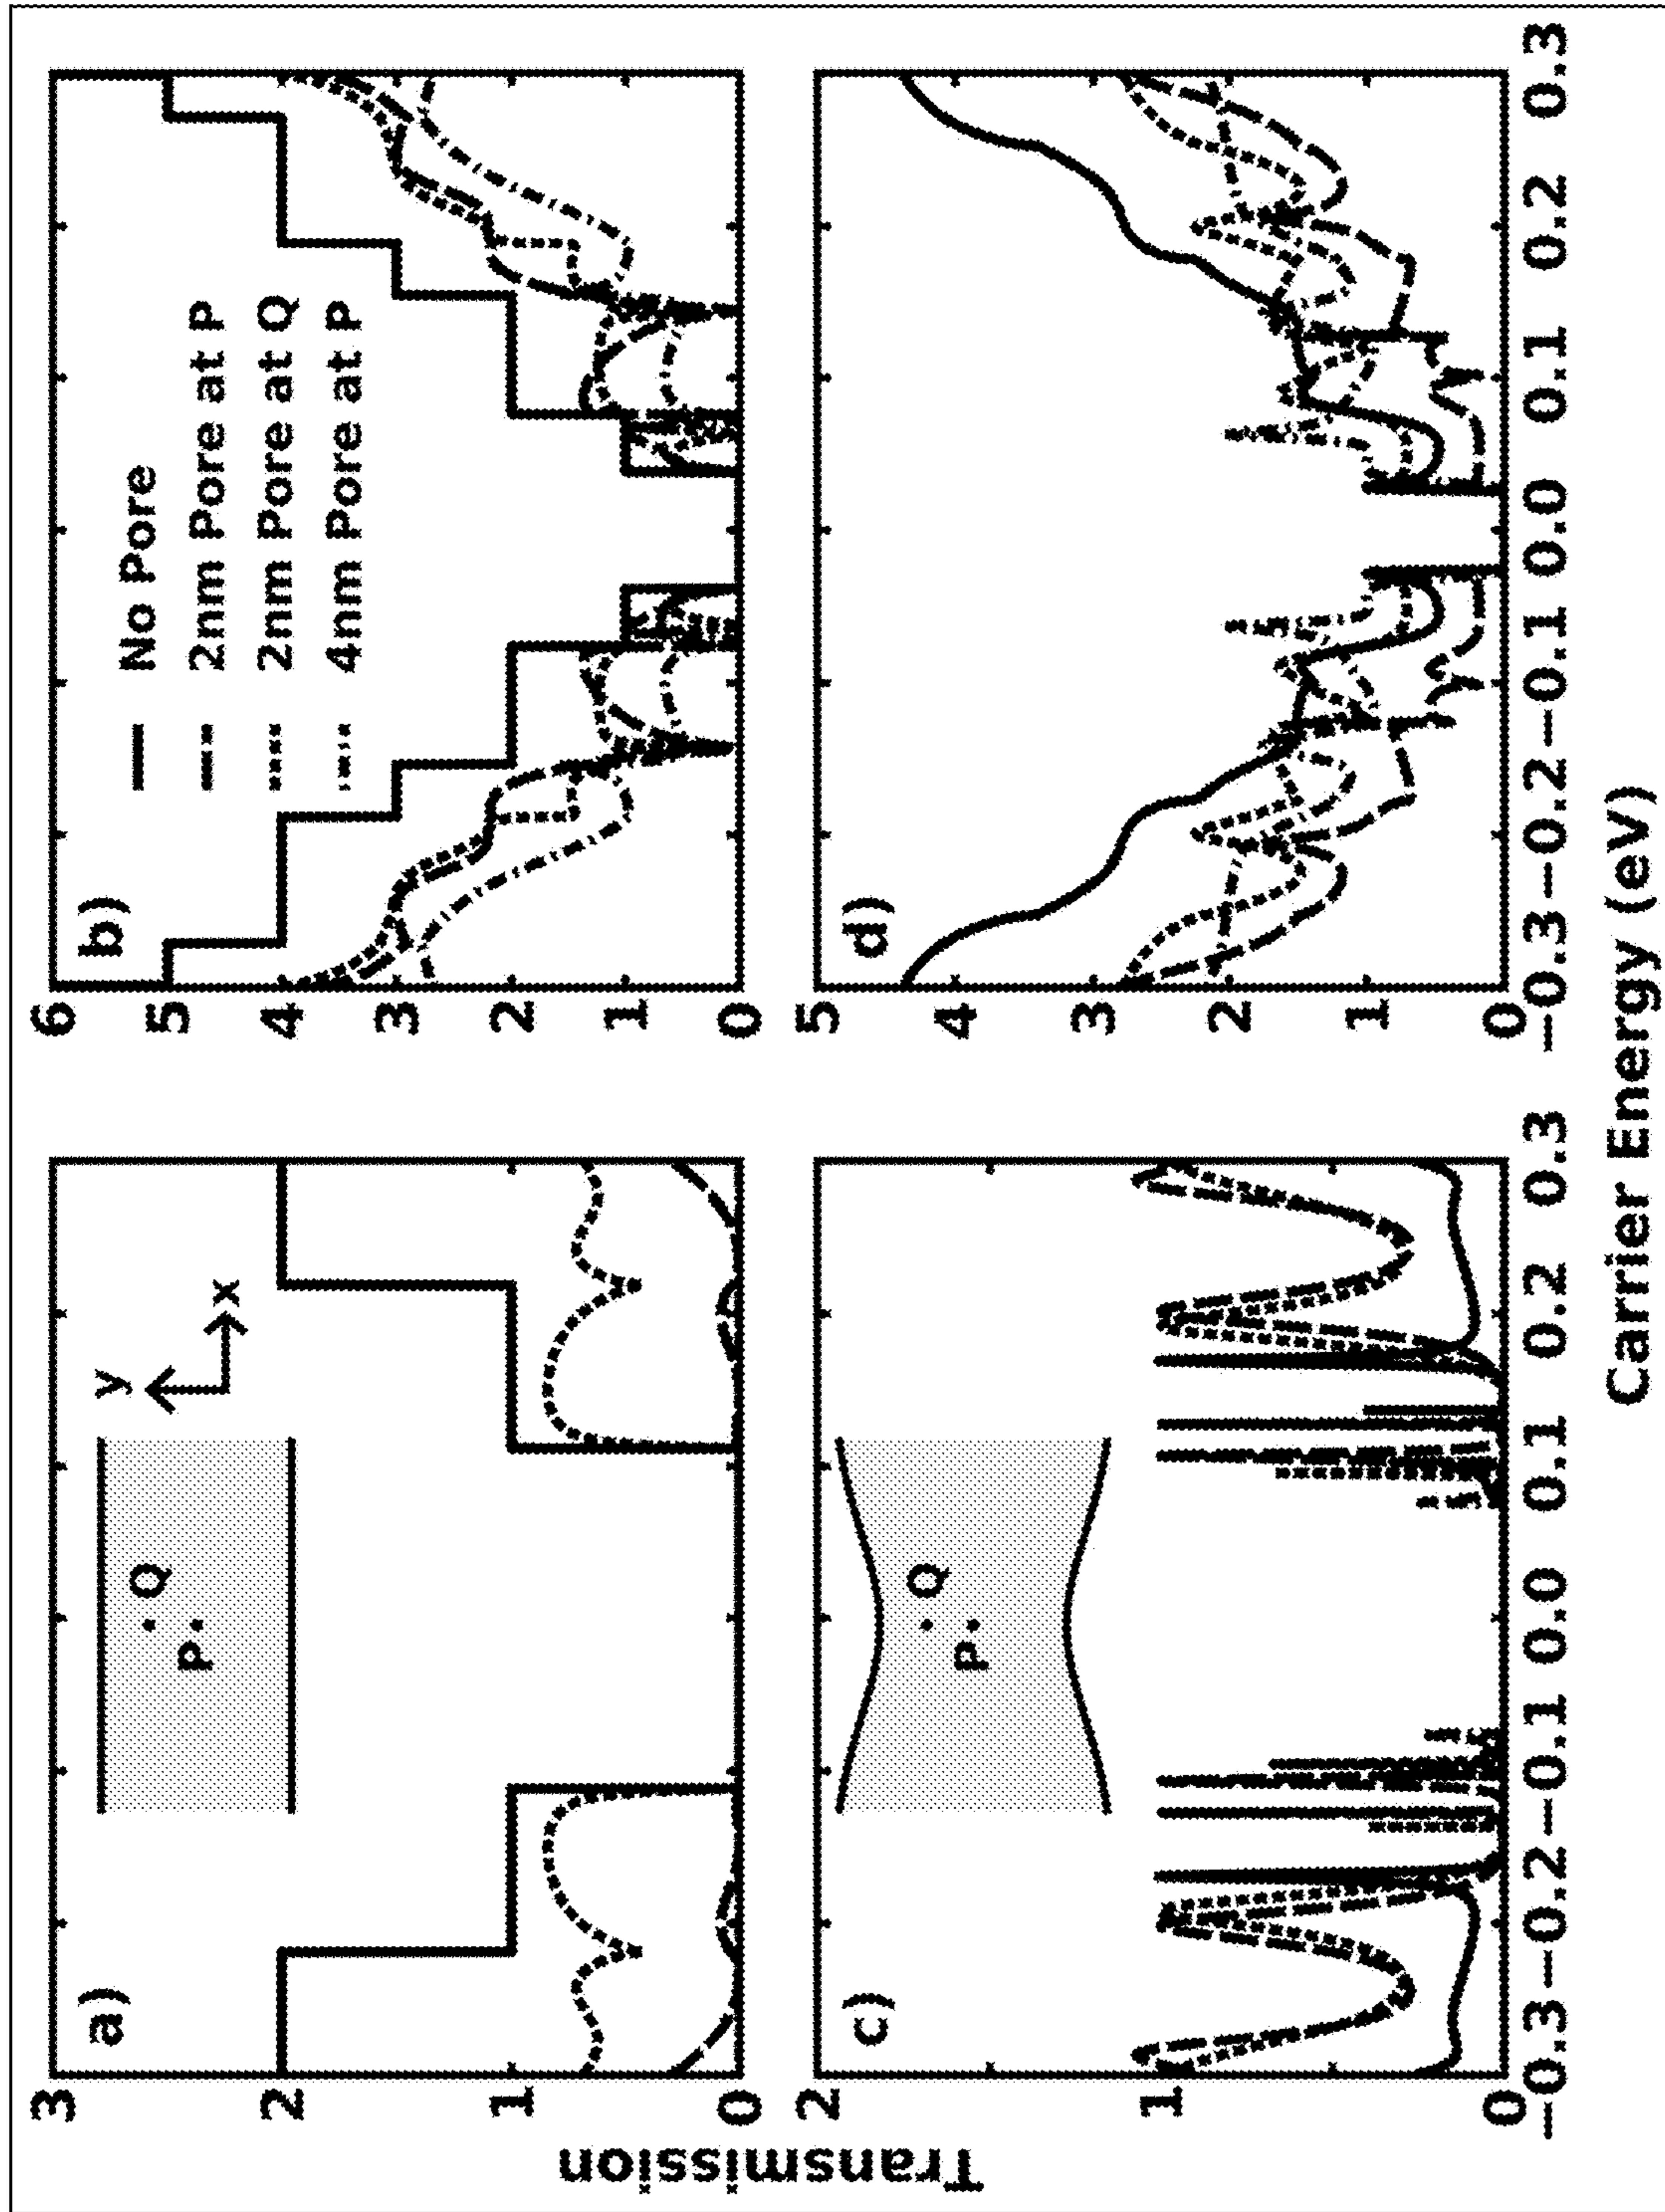 Transmission
3
2
1
0
a)
P
Q
y
x
6
5
4
3
2
1
0
b)
No Pore
2nm Pore at P
2nm Pore at Q
4nm Pore at P
2
1
0
c)
P
Q
−0.3 −0.2 −0.1 0.0 0.1 0.2 0.3
5
4
3
2
1
0
d)
−0.3 −0.2 −0.1 0.0 0.1 0.2 0.3
Carrier Energy (eV)